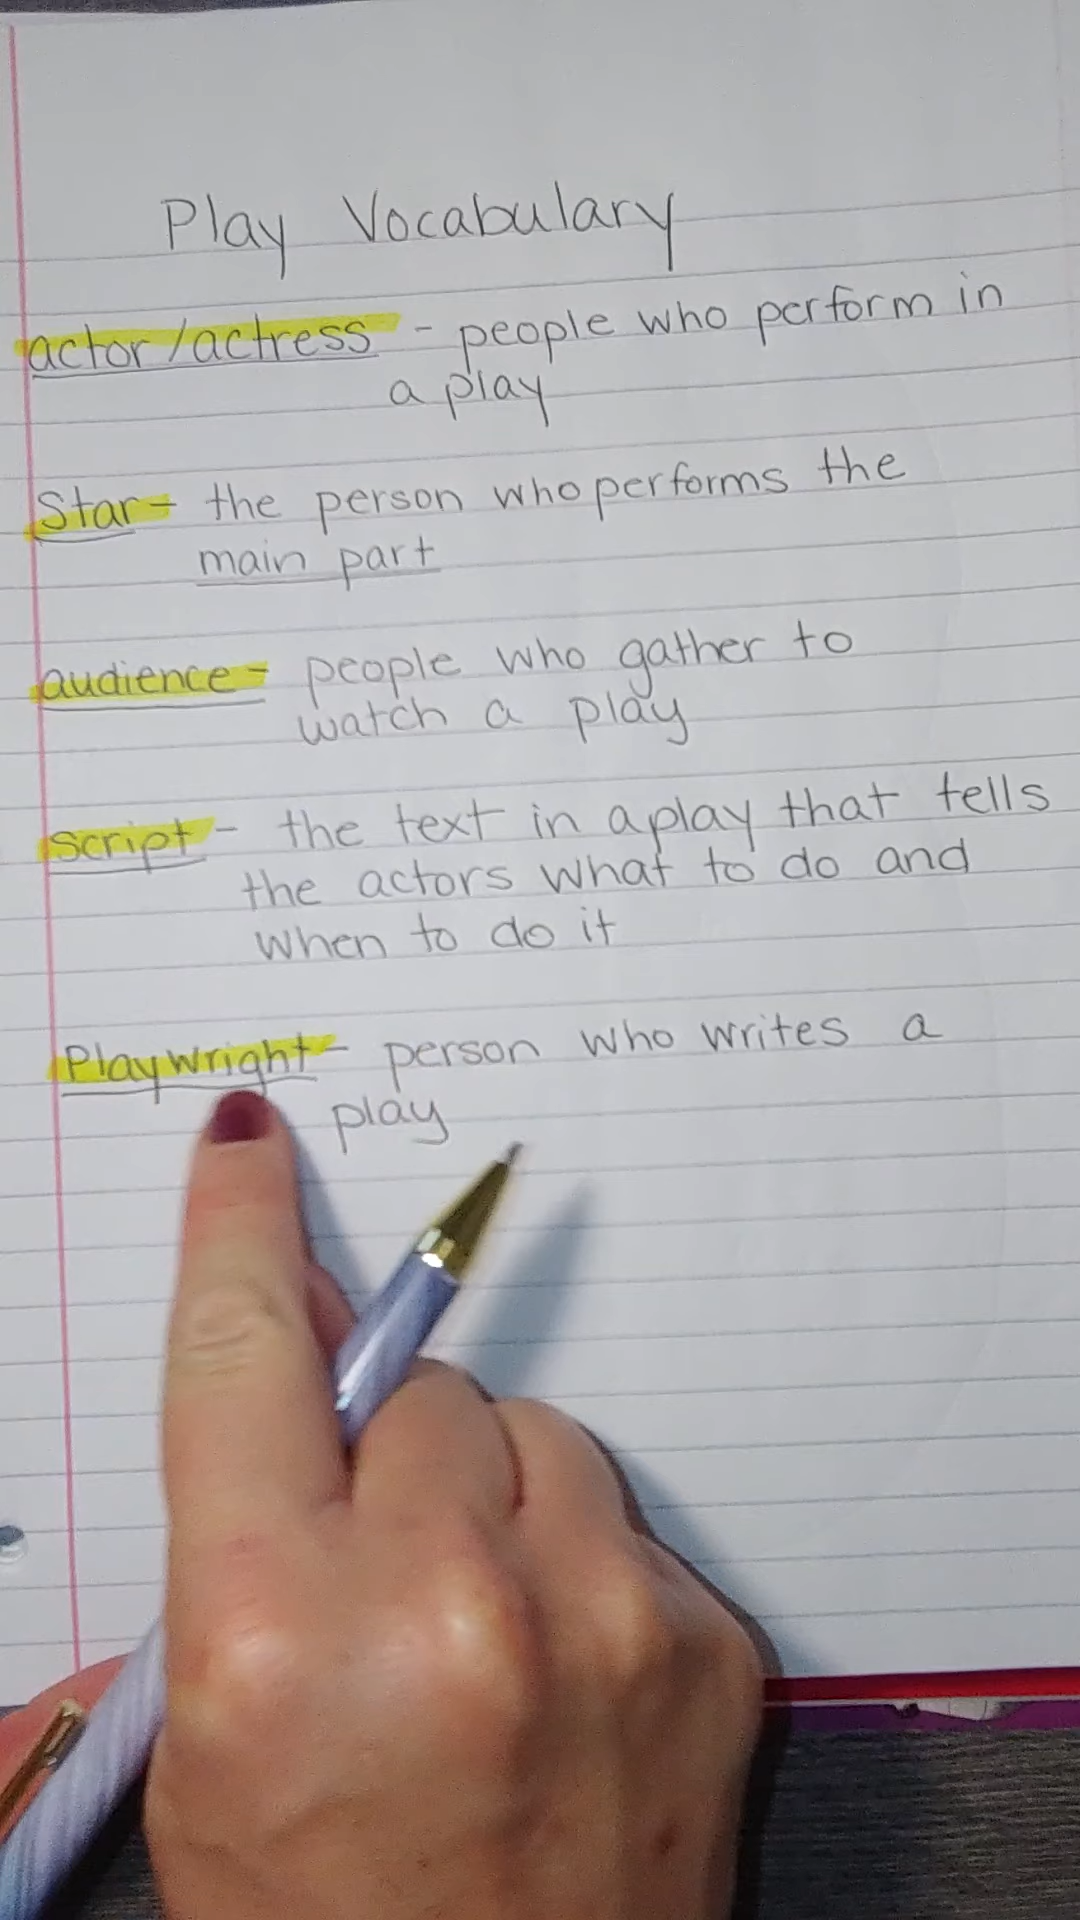 Play Vocabulary
actor/actress - people who perform in
a play
Star - the person who performs the
main part
audience - people who gather to
watch a play
script - the text in a play that tells
the actors what to do and
when to do it
Playwright - person who writes a
play